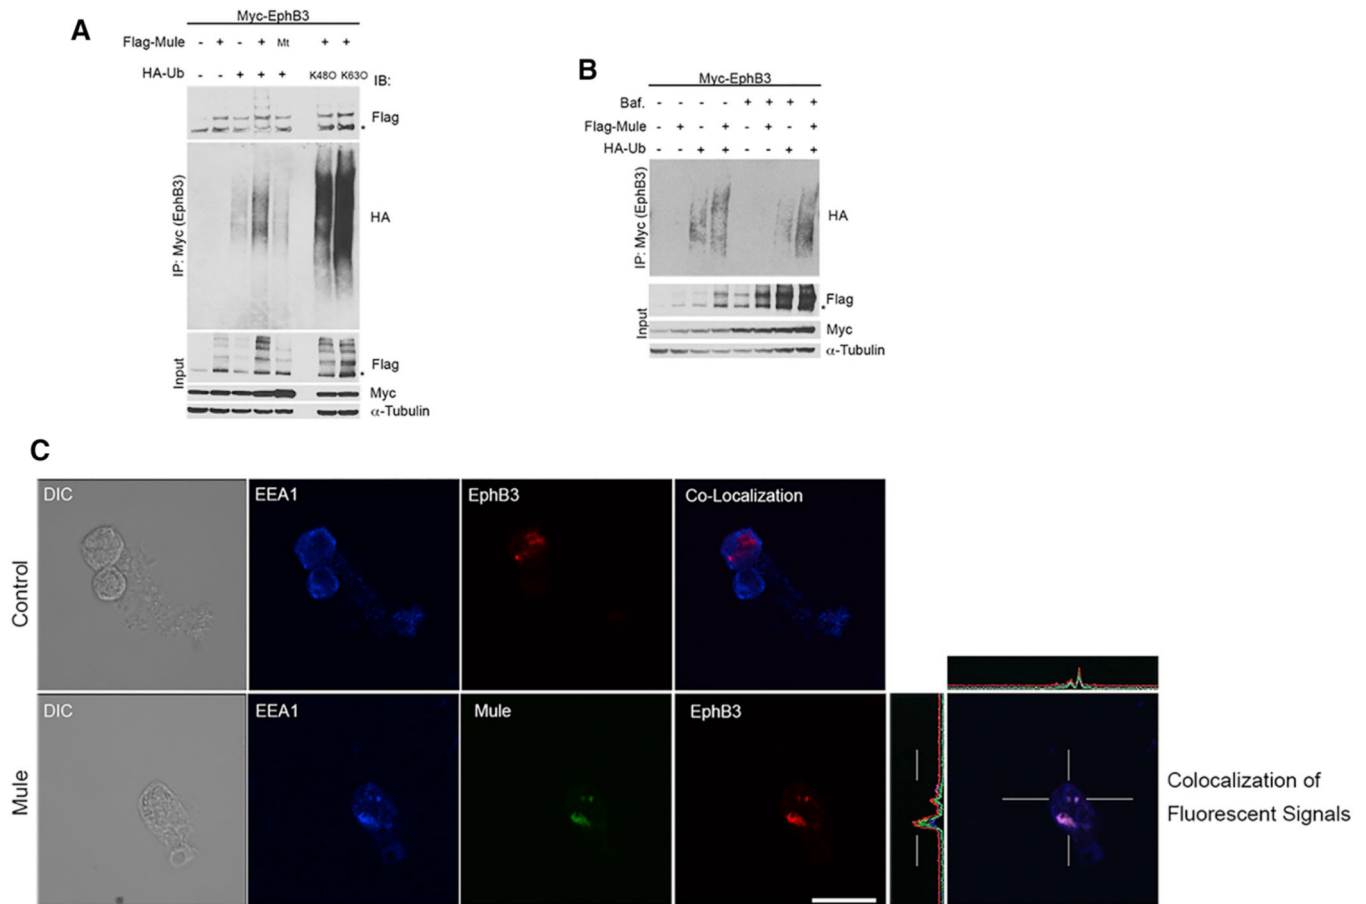 A
Myc-EphB3
Flag-Mule - + - + Mt + +
HA-Ub - - + + + K48O K63O IB:
Flag
*
IP: Myc (EphB3)
HA
Input
Flag
*
Myc
α-Tubulin
B
Myc-EphB3
Baf. - - - - + + + +
Flag-Mule - + - + - + - +
HA-Ub - - + + - - + +
IP: Myc (EphB3)
HA
Input
Flag
*
Myc
α-Tubulin
C
Control
DIC EEA1 EphB3 Co-Localization
Mule
DIC EEA1 Mule EphB3
Colocalization of
Fluorescent Signals